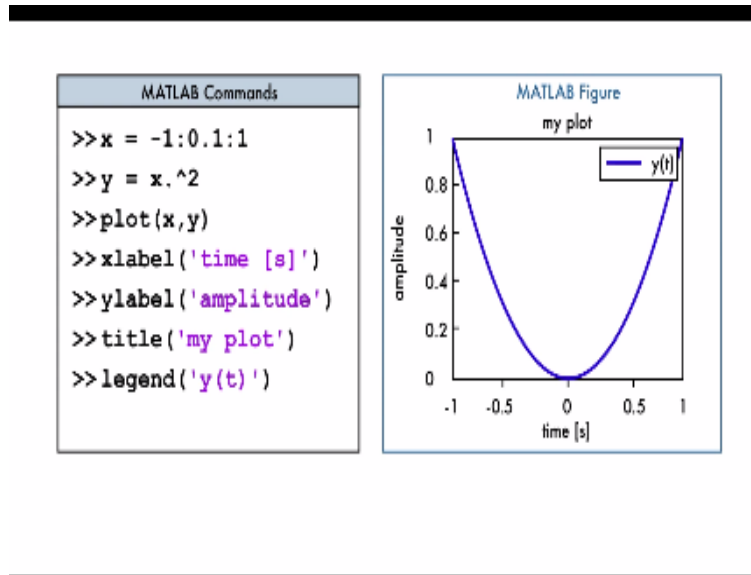 MATLAB Commands
>>x = -1:0.1:1
>>y = x.^2
>>plot(x,y)
>>xlabel('time [s]')
>>ylabel('amplitude')
>>title('my plot')
>>legend('y(t)')
MATLAB Figure
my plot
y(t)
amplitude
1
0.8
0.6
0.4
0.2
0
-1 -0.5 0 0.5 1
time [s]